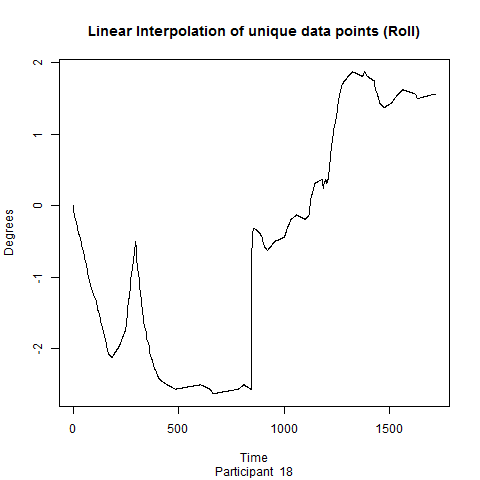 Linear Interpolation of unique data points (Roll)
2
1
0
-1
-2
Degrees
0 500 1000 1500
Time
Participant 18